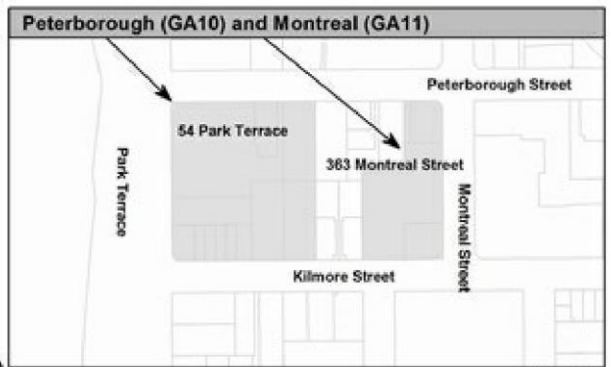 Peterborough (GA10) and Montreal (GA11)
Peterborough Street
54 Park Terrace
363 Montreal Street
Park Terrace
Montreal Street
Kilmore Street